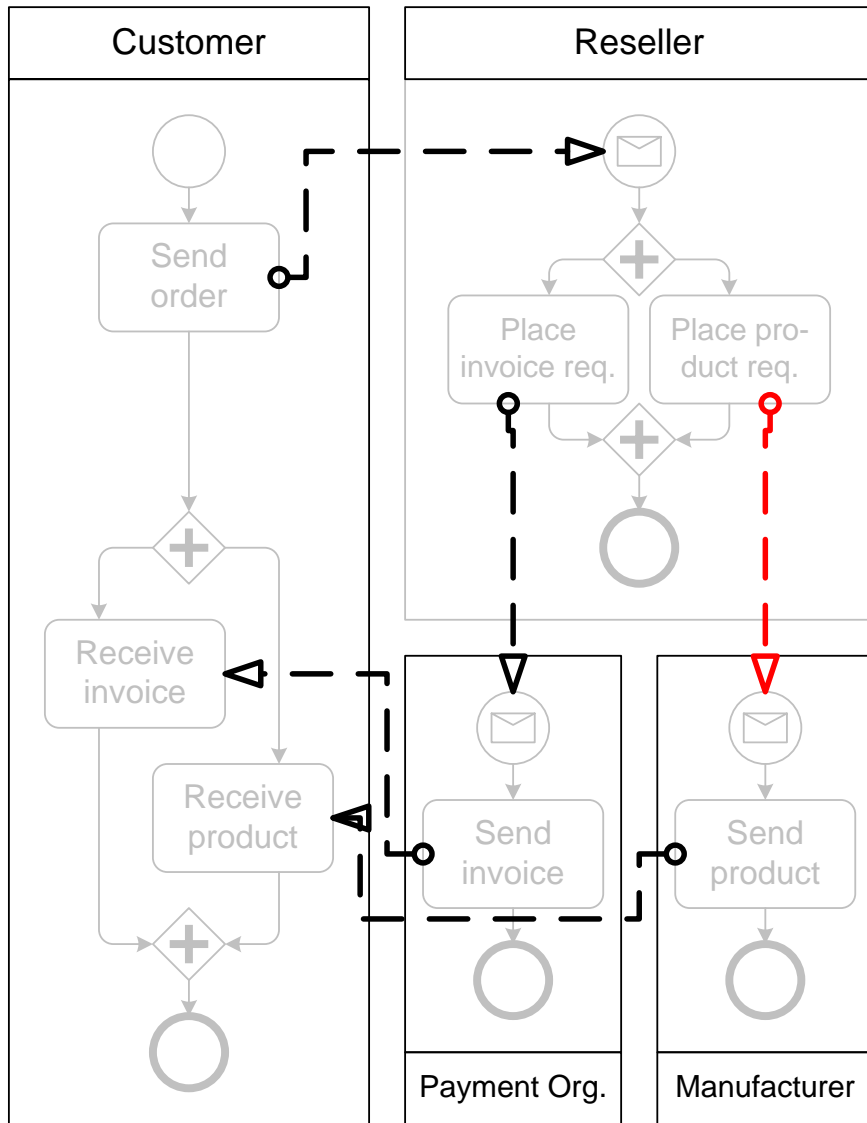 Customer
Reseller
Send
order
Place
invoice req.
Place pro-
duct req.
Receive
invoice
Receive
product
Send
invoice
Send
product
Payment Org.
Manufacturer